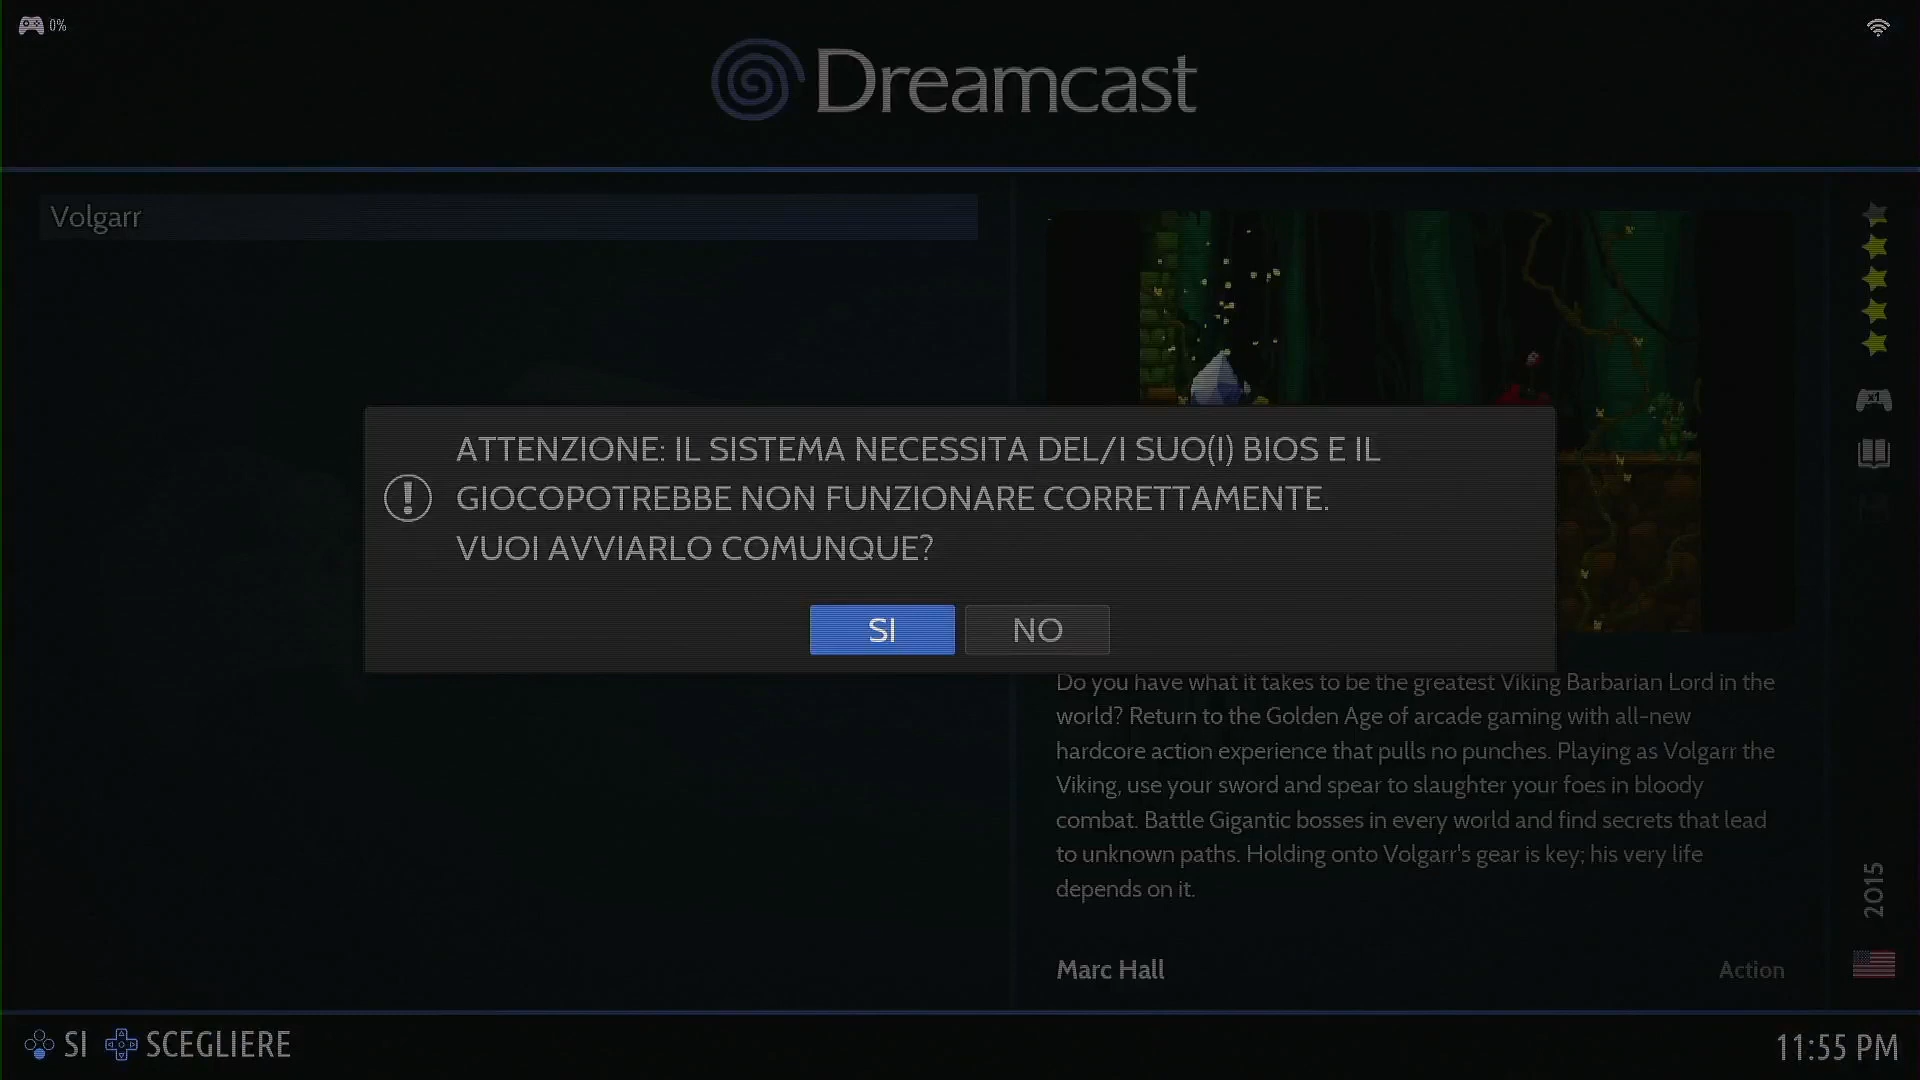 0%
Dreamcast
Volgarr
ATTENZIONE: IL SISTEMA NECESSITA DEL/I SUO(I) BIOS E IL
GIOCOPOTREBBE NON FUNZIONARE CORRETTAMENTE.
VUOI AVVIARLO COMUNQUE?
SI
NO
Do you have what it takes to be the greatest Viking Barbarian Lord in the
world? Return to the Golden Age of arcade gaming with all-new
hardcore action experience that pulls no punches. Playing as Volgarr the
Viking, use your sword and spear to slaughter your foes in bloody
combat. Battle Gigantic bosses in every world and find secrets that lead
to unknown paths. Holding onto Volgarr's gear is key; his very life
depends on it.
Marc Hall
Action
x1
2015
SI SCEGLIERE
11:55 PM